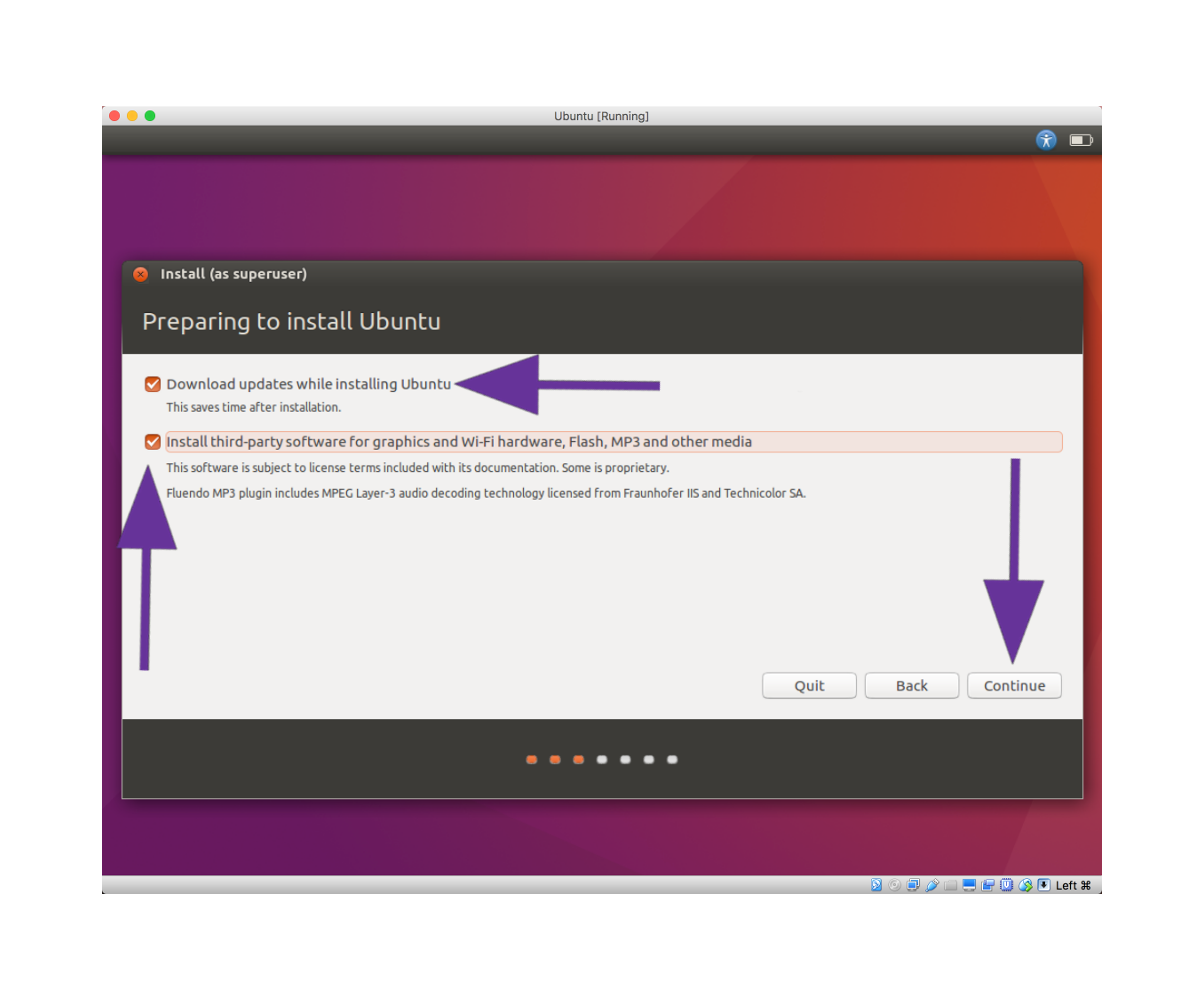 Ubuntu [Running]
Install (as superuser)
Preparing to install Ubuntu
Download updates while installing Ubuntu
This saves time after installation.
Install third-party software for graphics and Wi-Fi hardware, Flash, MP3 and other media
This software is subject to license terms included with its documentation. Some is proprietary.
Fluendo MP3 plugin includes MPEG Layer-3 audio decoding technology licensed from Fraunhofer IIS and Technicolor SA.
Quit Back Continue
Left ⌘